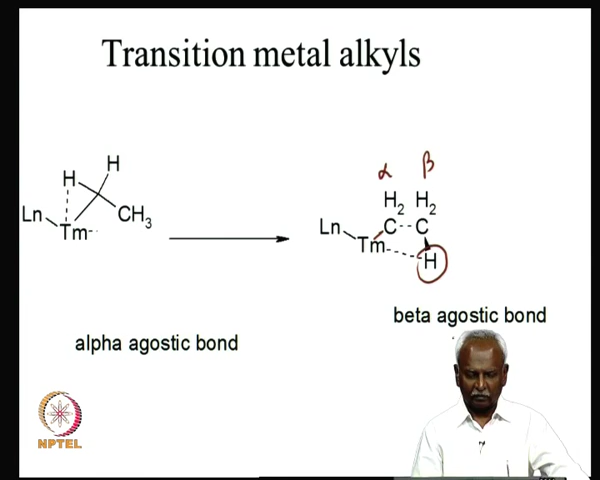 Transition metal alkyls
H
H
CH3
Ln
Tm
α β
H2 H2
Ln C C
Tm
H
alpha agostic bond
beta agostic bond
NPTEL